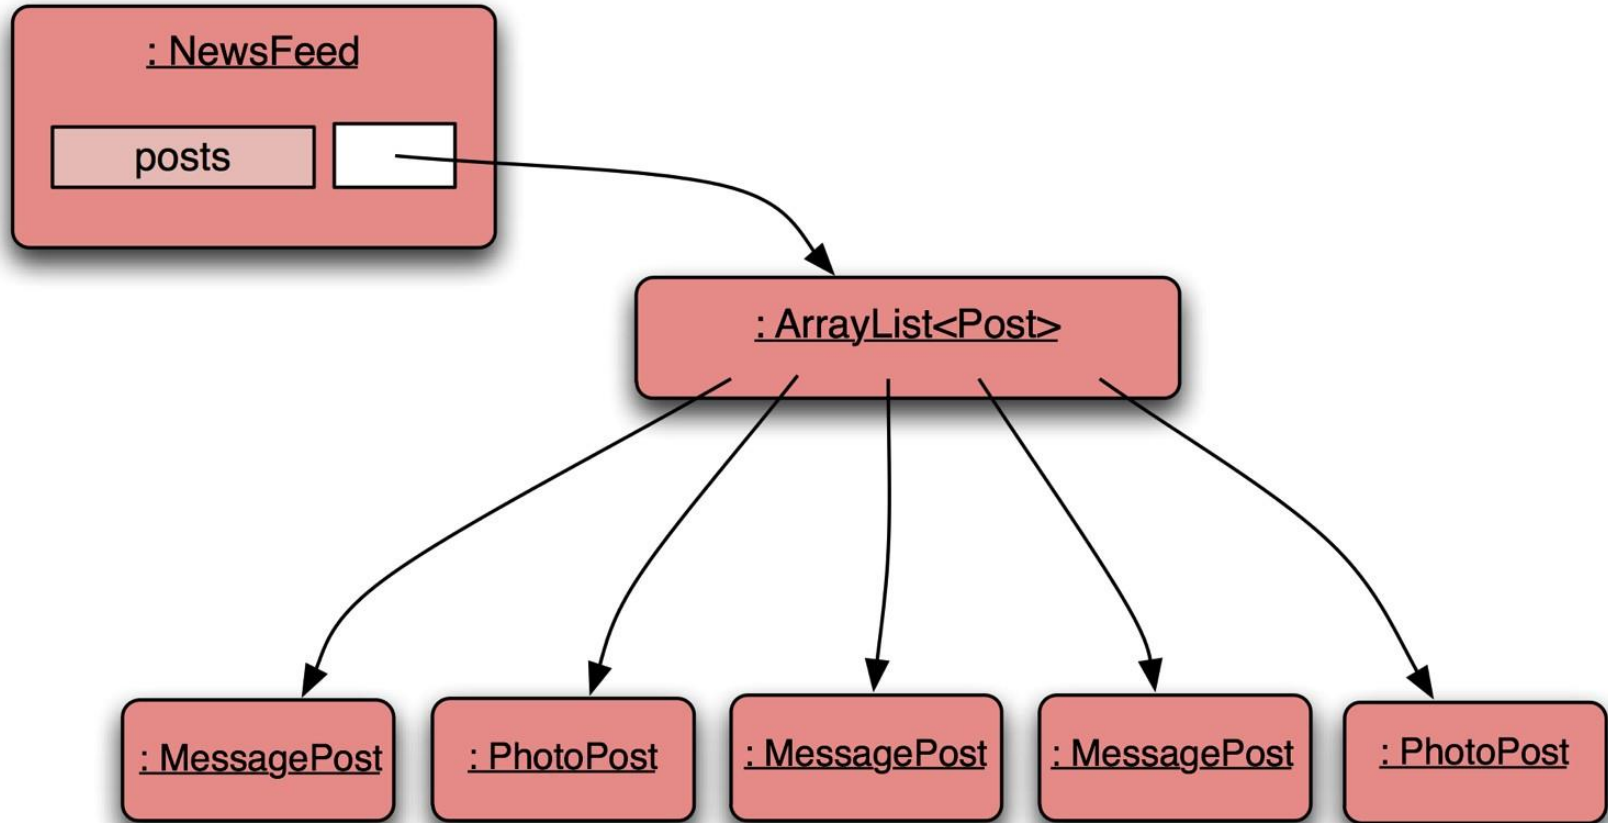 : NewsFeed
posts
: ArrayList<Post>
: MessagePost
: PhotoPost
: MessagePost
: MessagePost
: PhotoPost